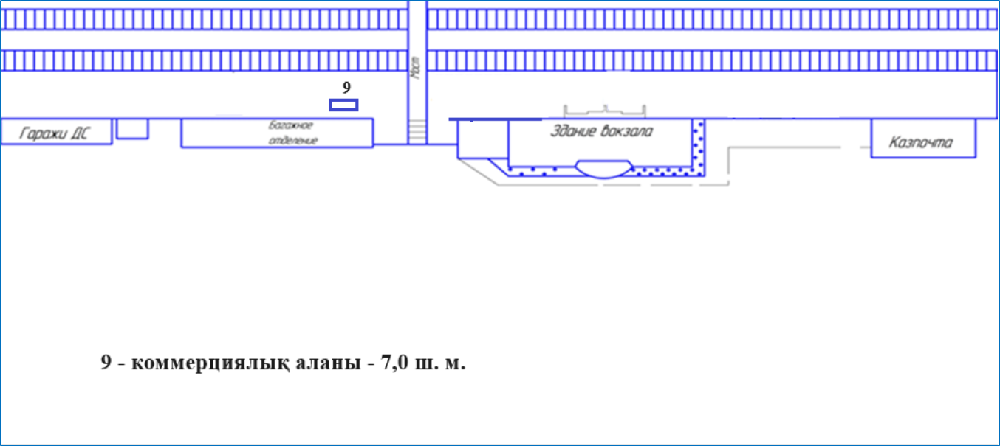 Мост
9
Гаражи ДС
Багажное
отделение
Здание вокзала
Казпочта
9 - коммерциялық аланы - 7,0 ш. м.